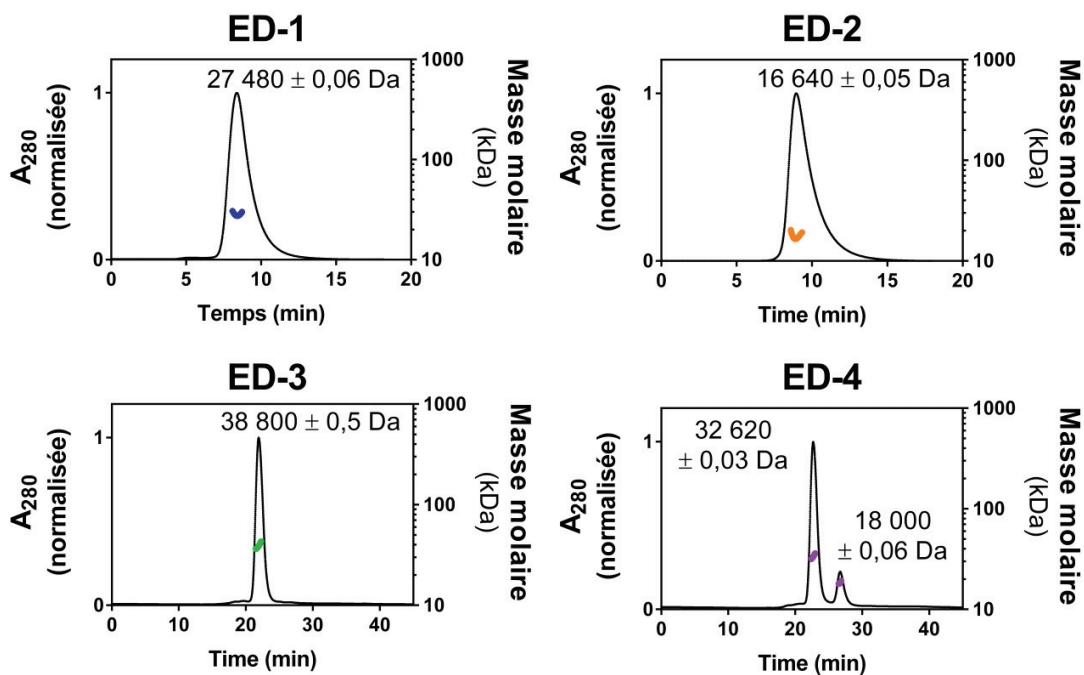 ED-1
27 480 ± 0,06 Da
A280
(normalisée)
1
0
1000
100
10
Masse molaire
(kDa)
0 5 10 15 20
Temps (min)
ED-2
16 640 ± 0,05 Da
A280
(normalisée)
1
0
1000
100
10
Masse molaire
(kDa)
0 5 10 15 20
Time (min)
ED-3
38 800 ± 0,5 Da
A280
(normalisée)
1
0
1000
100
10
Masse molaire
(kDa)
0 10 20 30 40
Time (min)
ED-4
32 620
± 0,03 Da
18 000
± 0,06 Da
A280
(normalisée)
1
0
1000
100
10
Masse molaire
(kDa)
0 10 20 30 40
Time (min)